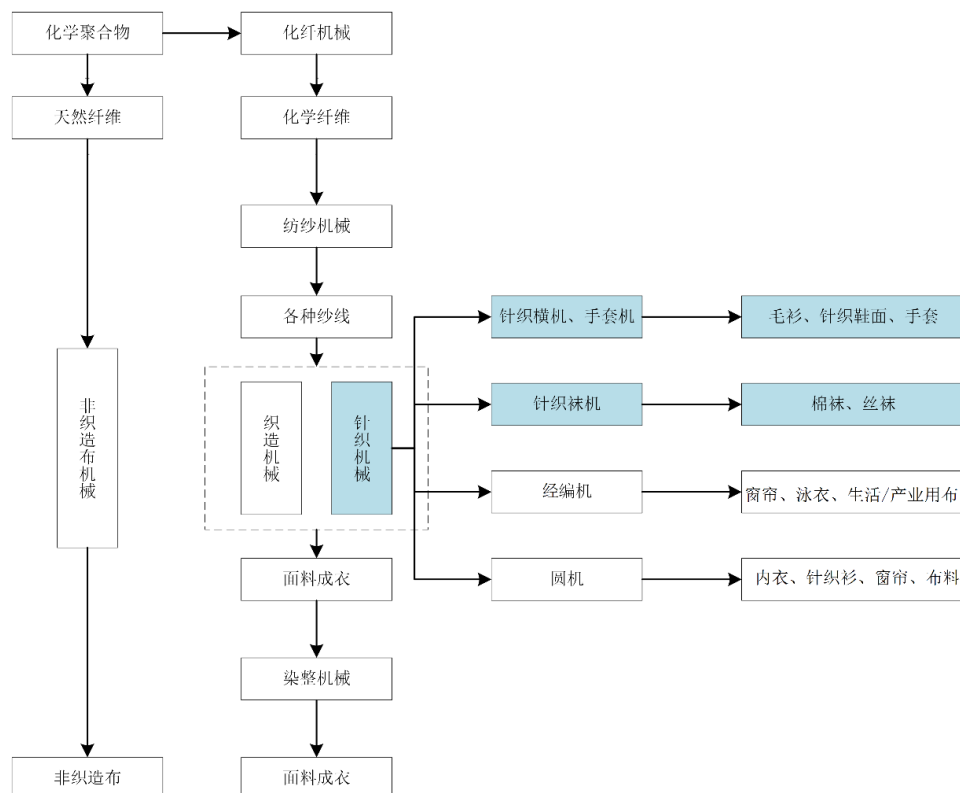 化学聚合物
化纤机械
天然纤维
化学纤维
纺纱机械
各种纱线
针织横机、手套机
毛衫、针织鞋面、手套
非织造布机械
织造机械
针织机械
针织袜机
棉袜、丝袜
经编机
窗帘、泳衣、生活/产业用布
面料成衣
圆机
内衣、针织衫、窗帘、布料
染整机械
非织造布
面料成衣